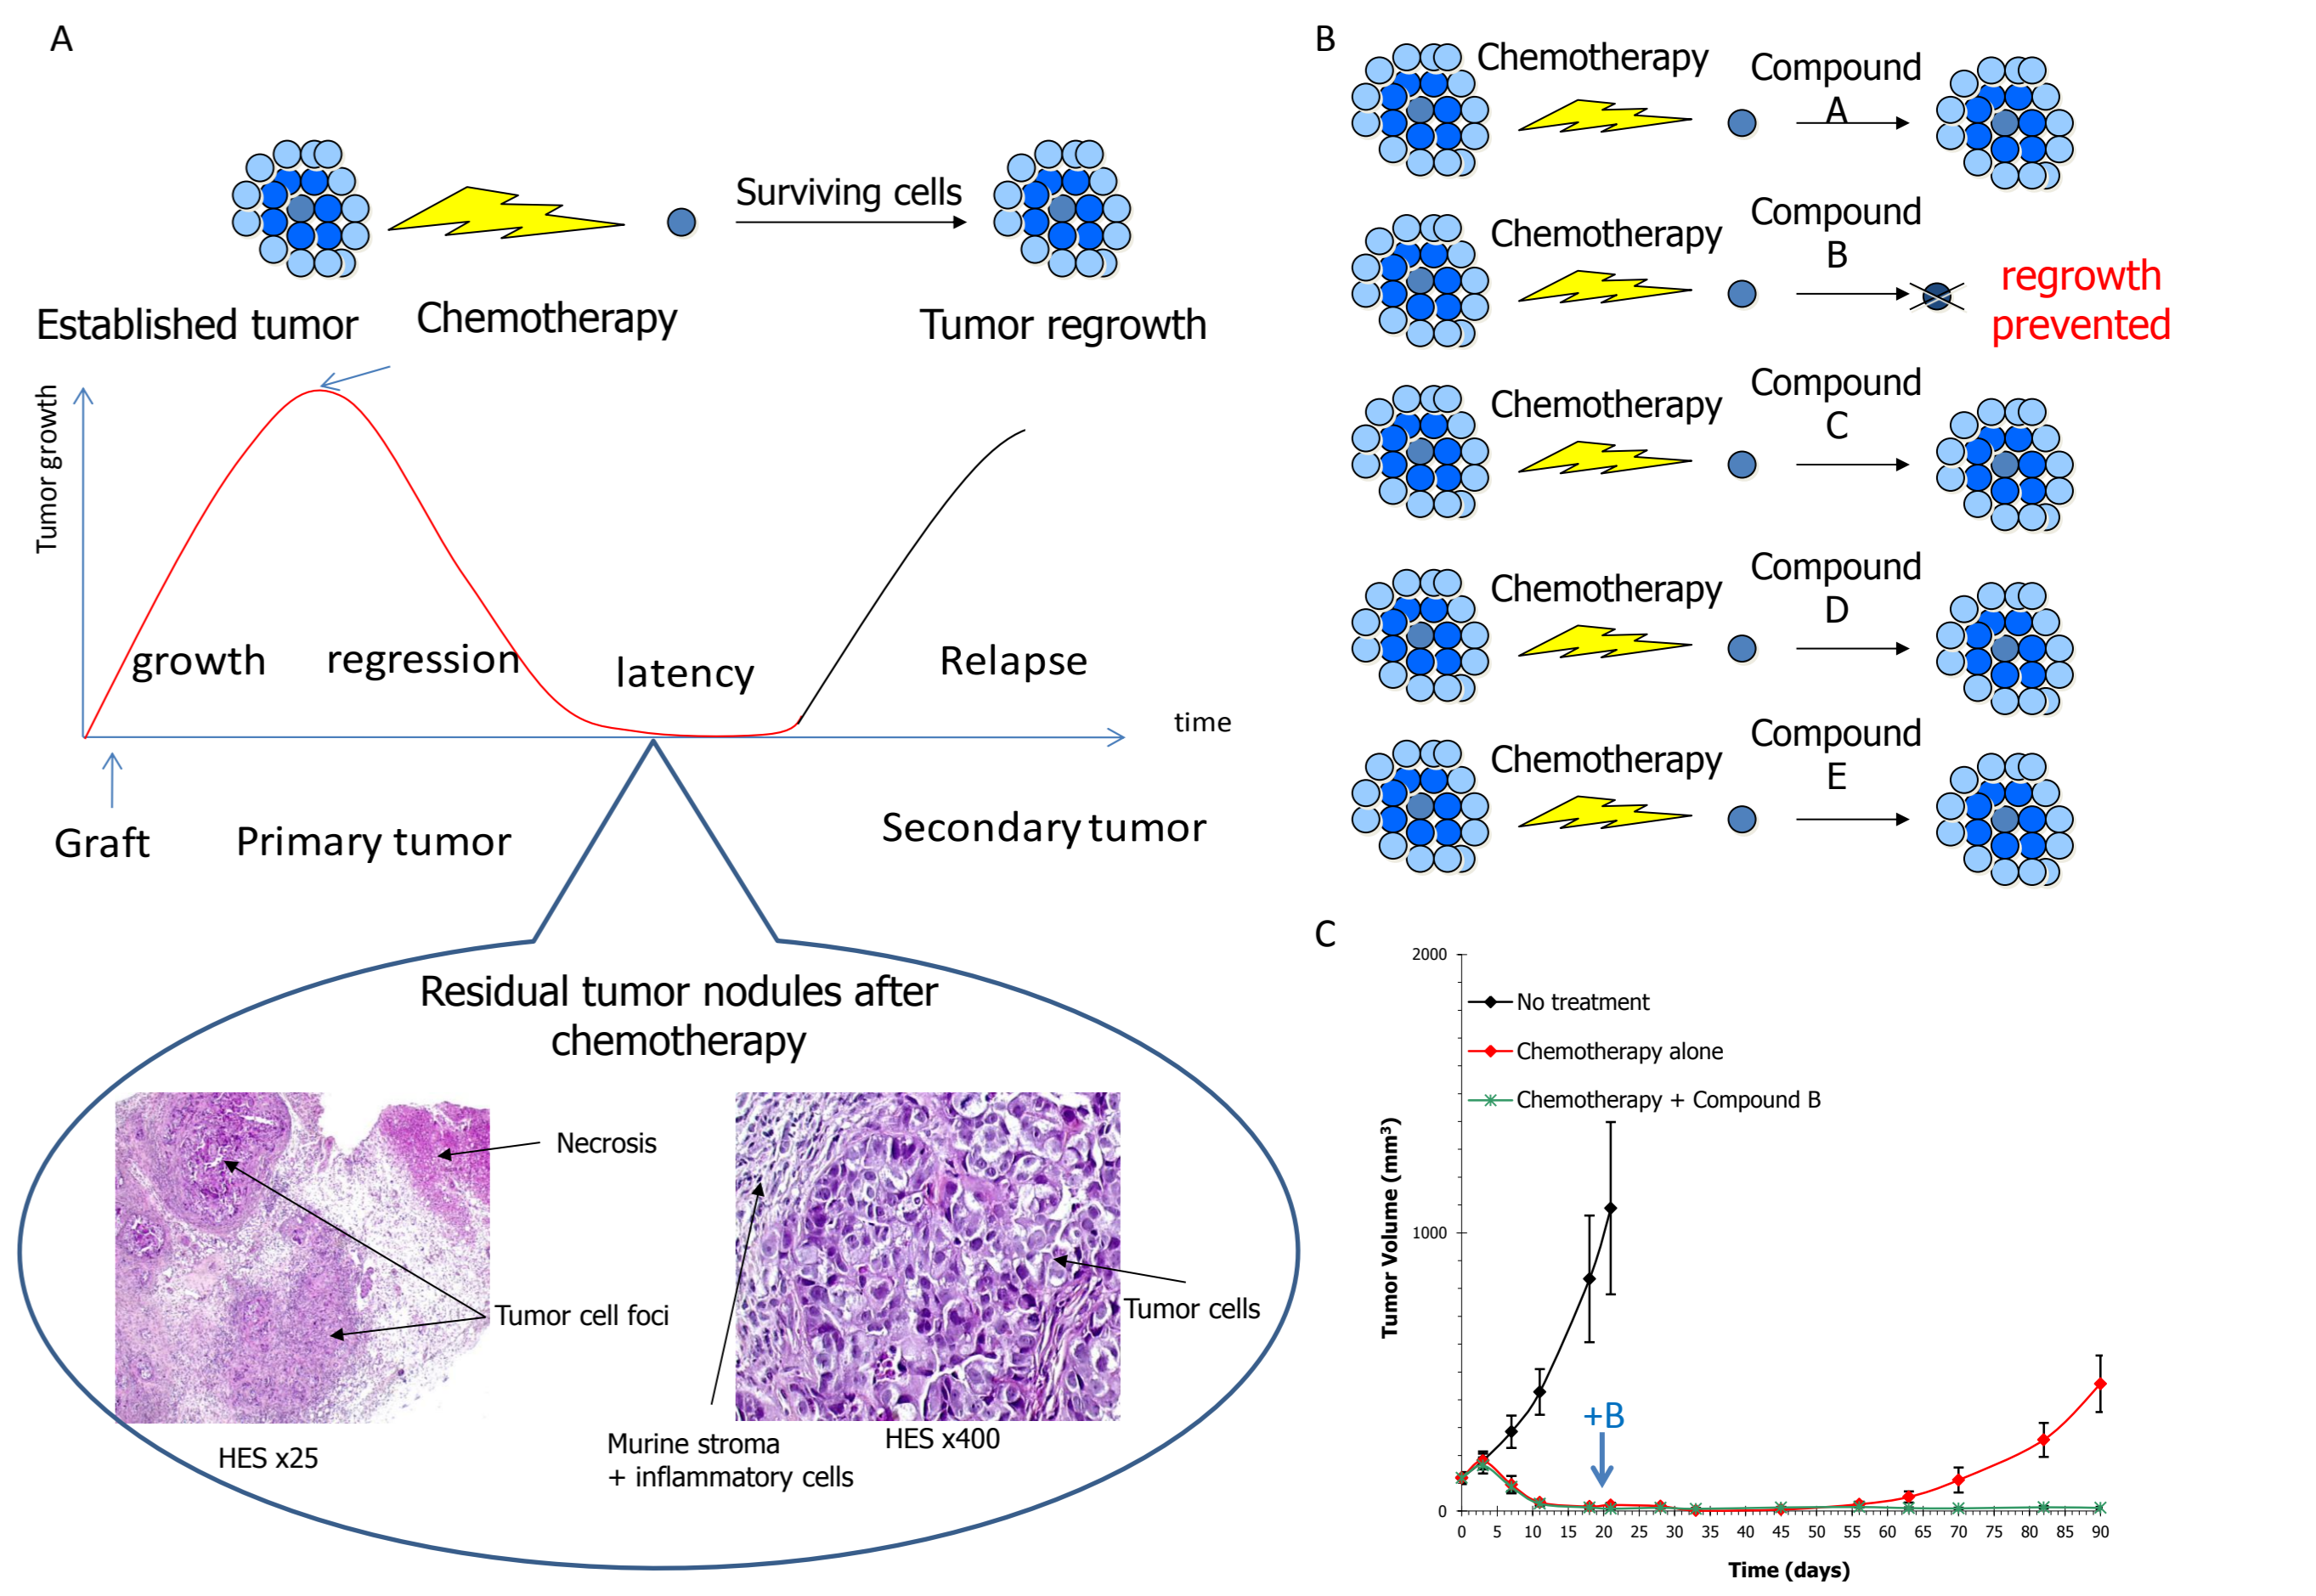 A
Surviving cells
Established tumor
Chemotherapy
Tumor regrowth
Tumor growth
growth
regression
latency
Relapse
time
Graft
Primary tumor
Secondary tumor
Residual tumor nodules after
chemotherapy
Necrosis
Tumor cell foci
Tumor cells
HES x25
Murine stroma
+ inflammatory cells
HES x400
B
Chemotherapy
Compound
A
Chemotherapy
Compound
B
regrowth
prevented
Chemotherapy
Compound
C
Chemotherapy
Compound
D
Chemotherapy
Compound
E
C
2000
No treatment
Chemotherapy alone
Chemotherapy + Compound B
Tumor Volume (mm³)
1000
+B
0
0 5 10 15 20 25 30 35 40 45 50 55 60 65 70 75 80 85 90
Time (days)